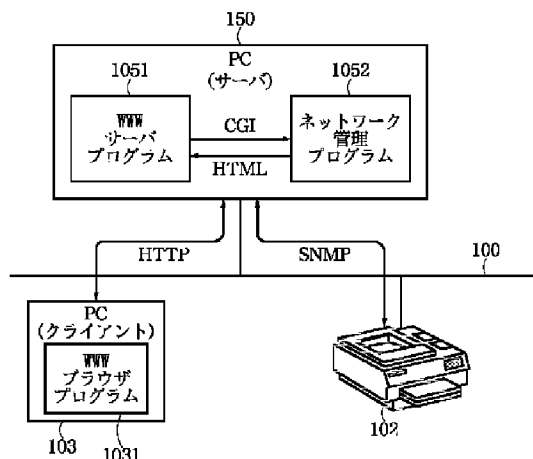 150
PC
(サーバ)
1051
1052
WWW
サーバ
プログラム
CGI
HTML
ネットワーク
管理
プログラム
HTTP
SNMP
100
PC
(クライアント)
WWW
ブラウザ
プログラム
103
1031
102